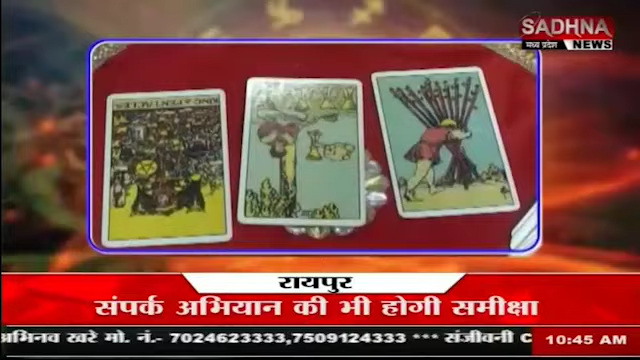 SADHNA
मध्य प्रदेश NEWS
KING of PENTACLES
रायपुर
संपर्क अभियान की भी होगी समीक्षा
अभिनव खरे मो. नं.- 7024623333,7509124333 *** संजीवनी
10:45 AM